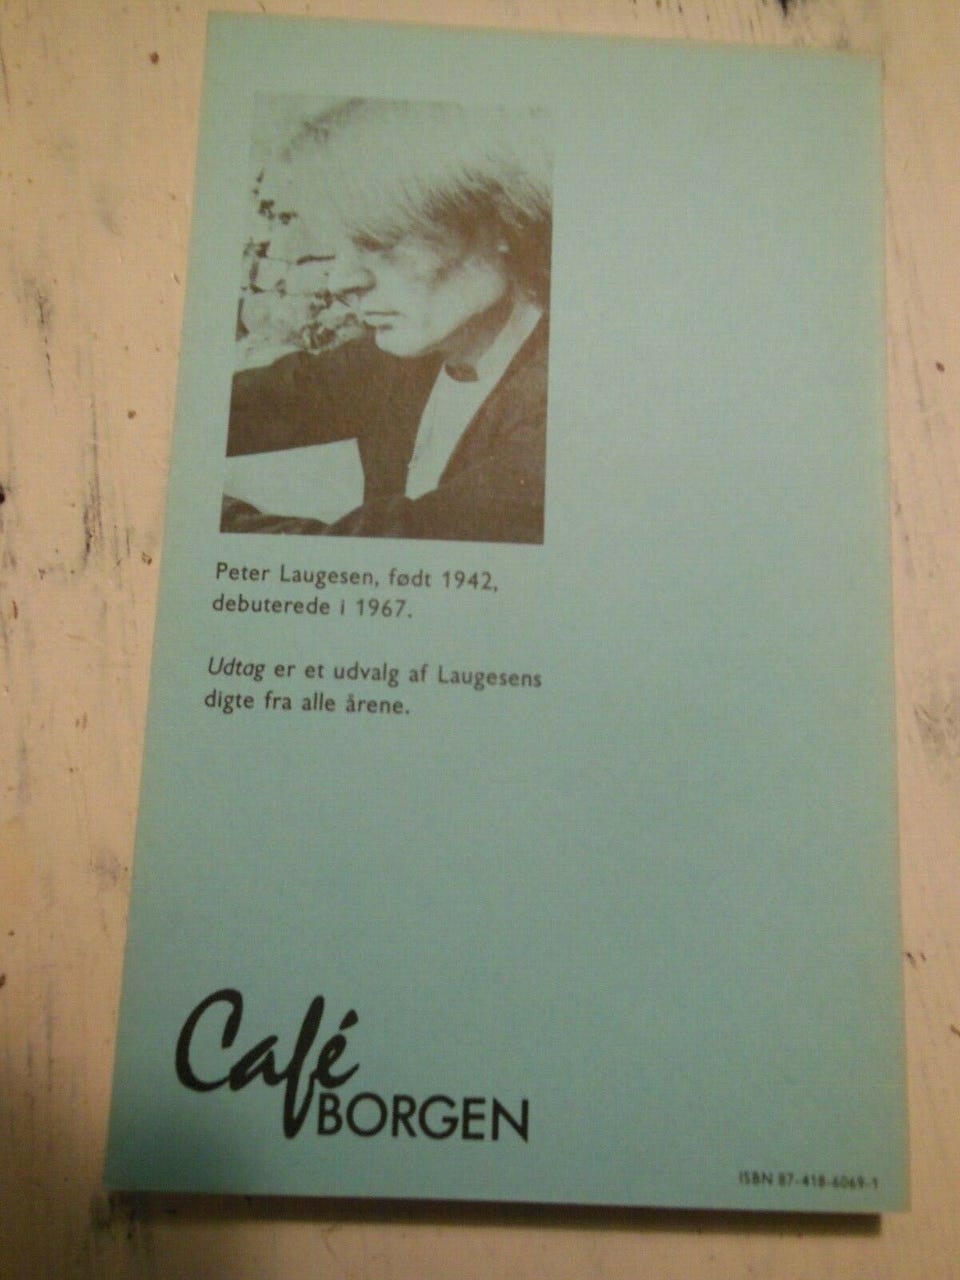 Peter Laugesen, født 1942,
debuterede i 1967.
Udtag er et udvalg af Laugesens
digte fra alle årene.
Café
BORGEN
ISBN 87-418-6069-1